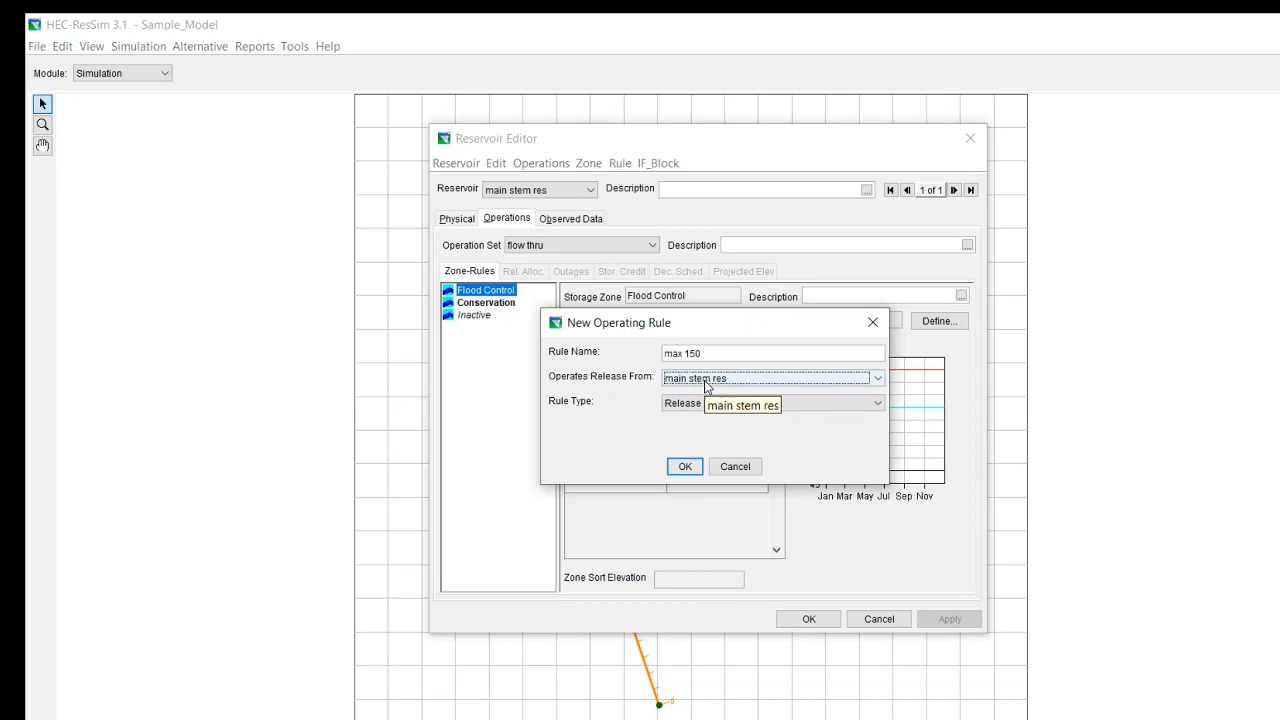 HEC-ResSim 3.1 - Sample_Model
File Edit View Simulation Alternative Reports Tools Help
Module: Simulation
Reservoir Editor
Reservoir Edit Operations Zone Rule IF_Block
Reservoir main stem res Description ... 1 of 1
Physical Operations Observed Data
Operation Set flow thru Description ...
Zone-Rules Rel. Alloc. Outages Stor. Credit Dec. Sched. Projected Elev
Flood Control
Conservation
Inactive
Storage Zone Flood Control Description ...
Define...
New Operating Rule
Rule Name: max 150
Operates Release From: main stem res
Rule Type: Release
main stem res
OK Cancel
Jan Mar May Jul Sep Nov
Zone Sort Elevation
OK Cancel Apply
0